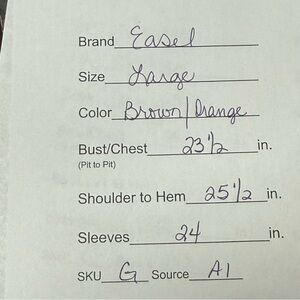 Brand Easel
Size Large
Color Brown/Orange
Bust/Chest 23 1/2 in.
(Pit to Pit)
Shoulder to Hem 25 1/2 in.
Sleeves 24 in.
SKU G Source A1